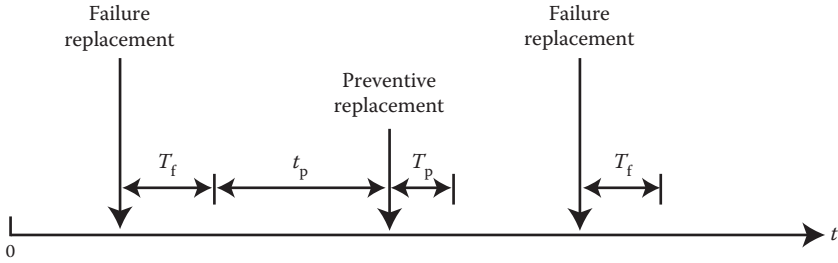 Failure
replacement
Failure
replacement
Preventive
replacement
T_f
t_p
T_p
T_f
0
t